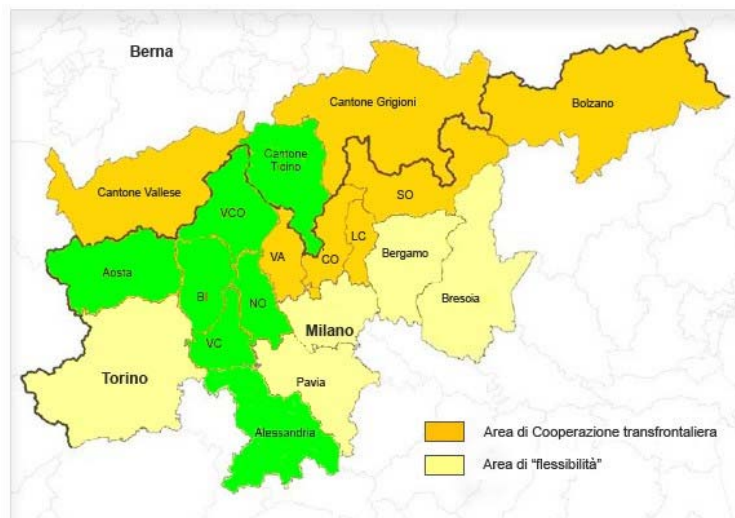 Berna
Cantone Grigioni
Bolzano
Cantone
Ticino
Cantone Vallese
SO
VCO
LC
VA
CO
Bergamo
Aosta
BI
NO
Bresoia
Milano
VC
Torino
Pavia
Alessandria
Area di Cooperazione transfrontaliera
Area di "flessibilità"